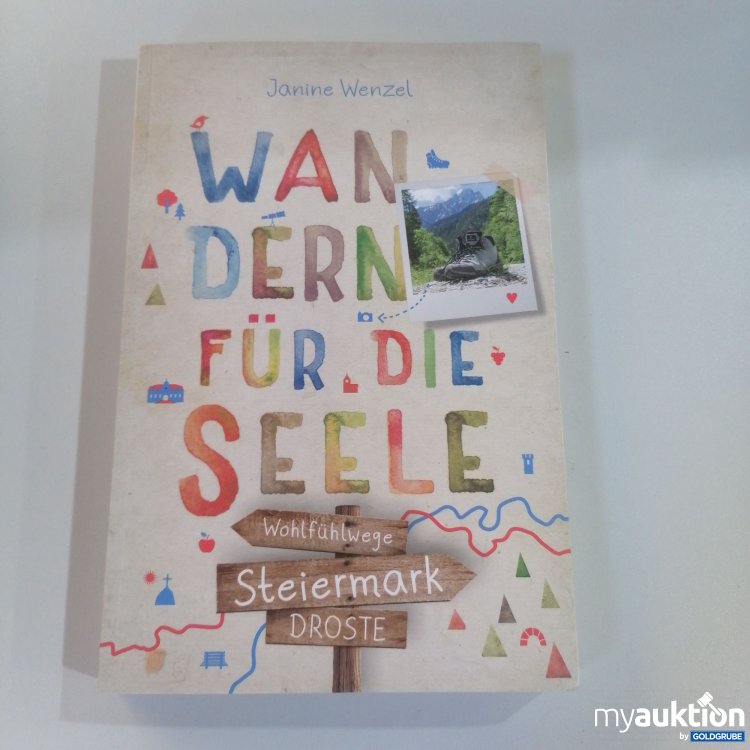 Janine Wenzel
WAN
DERN
FÜR DIE
SEELE
Wohlfühlwege
Steiermark
DROSTE
myauktion
by GOLDGRUBE